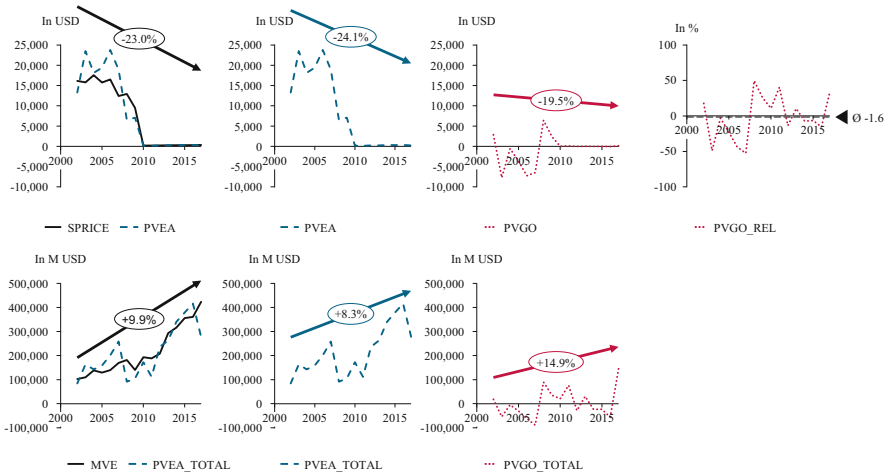 In USD
25,000
20,000
15,000
10,000
5,000
0
-5,000
-10,000
2000 2005 2010 2015
-23.0%
SPRICE PVEA
In USD
25,000
20,000
15,000
10,000
5,000
0
-5,000
-10,000
2000 2005 2010 2015
-24.1%
PVEA
In USD
25,000
20,000
15,000
10,000
5,000
0
-5,000
-10,000
2000 2005 2010 2015
-19.5%
PVGO
In %
100
50
0
-50
-100
2000 2005 2010 2015
Ø -1.6
PVGO_REL
In M USD
500,000
400,000
300,000
200,000
100,000
0
-100,000
2000 2005 2010 2015
+9.9%
MVE PVEA_TOTAL
In M USD
500,000
400,000
300,000
200,000
100,000
0
-100,000
2000 2005 2010 2015
+8.3%
PVEA_TOTAL
In M USD
500,000
400,000
300,000
200,000
100,000
0
-100,000
2000 2005 2010 2015
+14.9%
PVGO_TOTAL